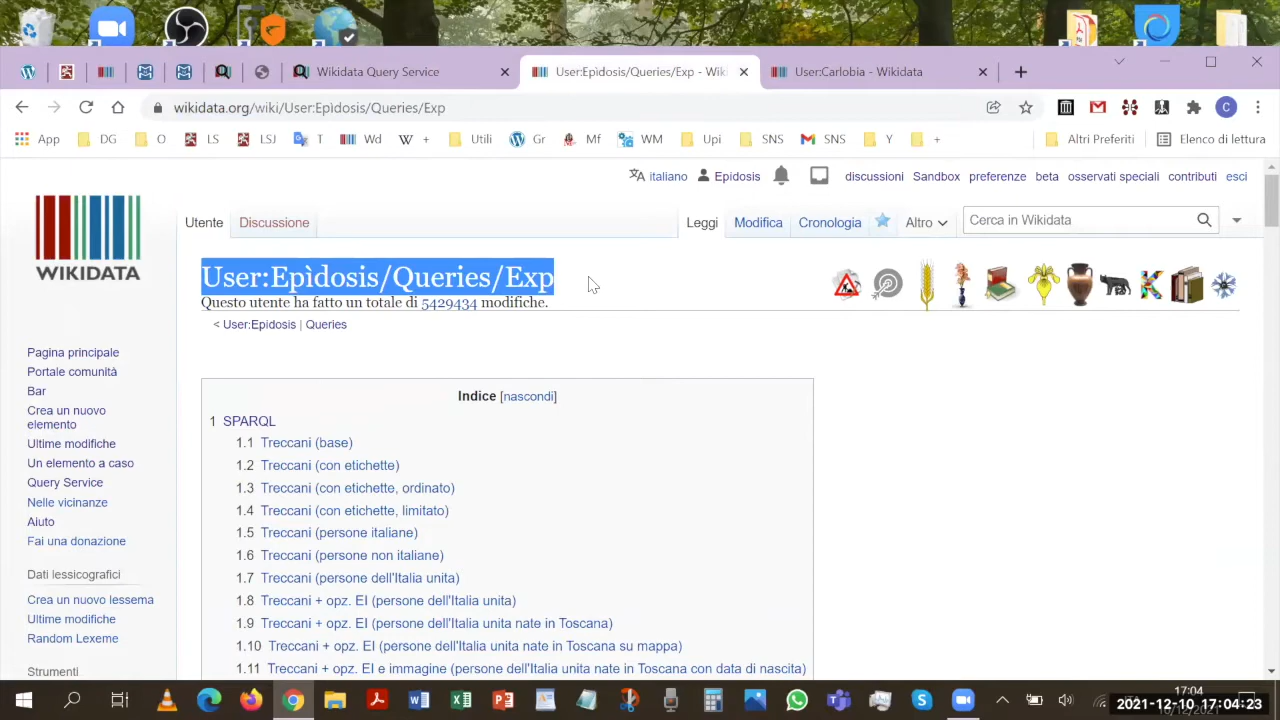 Wikidata Query Service
User:Epìdosis/Queries/Exp - Wiki
User:Carlobia - Wikidata
wikidata.org/wiki/User:Epìdosis/Queries/Exp
C
App
DG
O
LS
LSJ
T
Wd
+
Utili
Gr
Mf
WM
Upi
SNS
SNS
Y
+
Altri Preferiti
Elenco di lettura
italiano
Epìdosis
discussioni
Sandbox
preferenze
beta
osservati speciali
contributi
esci
WIKIDATA
Utente
Discussione
Leggi
Modifica
Cronologia
Altro
Cerca in Wikidata
User:Epìdosis/Queries/Exp
Questo utente ha fatto un totale di 5429434 modifiche.
< User:Epìdosis | Queries
Pagina principale
Portale comunità
Bar
Crea un nuovo
elemento
Ultime modifiche
Un elemento a caso
Query Service
Nelle vicinanze
Aiuto
Fai una donazione
Dati lessicografici
Crea un nuovo lessema
Ultime modifiche
Random Lexeme
Strumenti
Indice [nascondi]
1 SPARQL
1.1 Treccani (base)
1.2 Treccani (con etichette)
1.3 Treccani (con etichette, ordinato)
1.4 Treccani (con etichette, limitato)
1.5 Treccani (persone italiane)
1.6 Treccani (persone non italiane)
1.7 Treccani (persone dell'Italia unita)
1.8 Treccani + opz. EI (persone dell'Italia unita)
1.9 Treccani + opz. EI (persone dell'Italia unita nate in Toscana)
1.10 Treccani + opz. EI (persone dell'Italia unita nate in Toscana su mappa)
1.11 Treccani + opz. EI e immagine (persone dell'Italia unita nate in Toscana con data di nascita)
17:04
2021-12-10 17:04:23